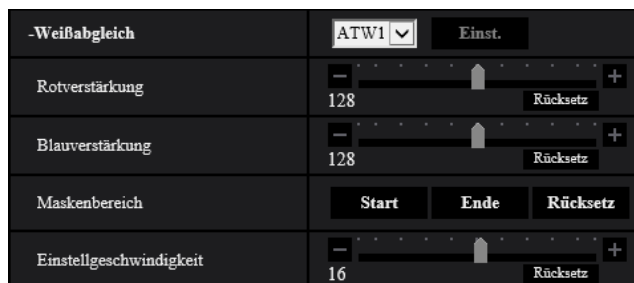 -Weißabgleich ATW1 Einst.
Rotverstärkung − +
128 Rücksetz
Blauverstärkung − +
128 Rücksetz
Maskenbereich Start Ende Rücksetz
Einstellgeschwindigkeit − +
16 Rücksetz